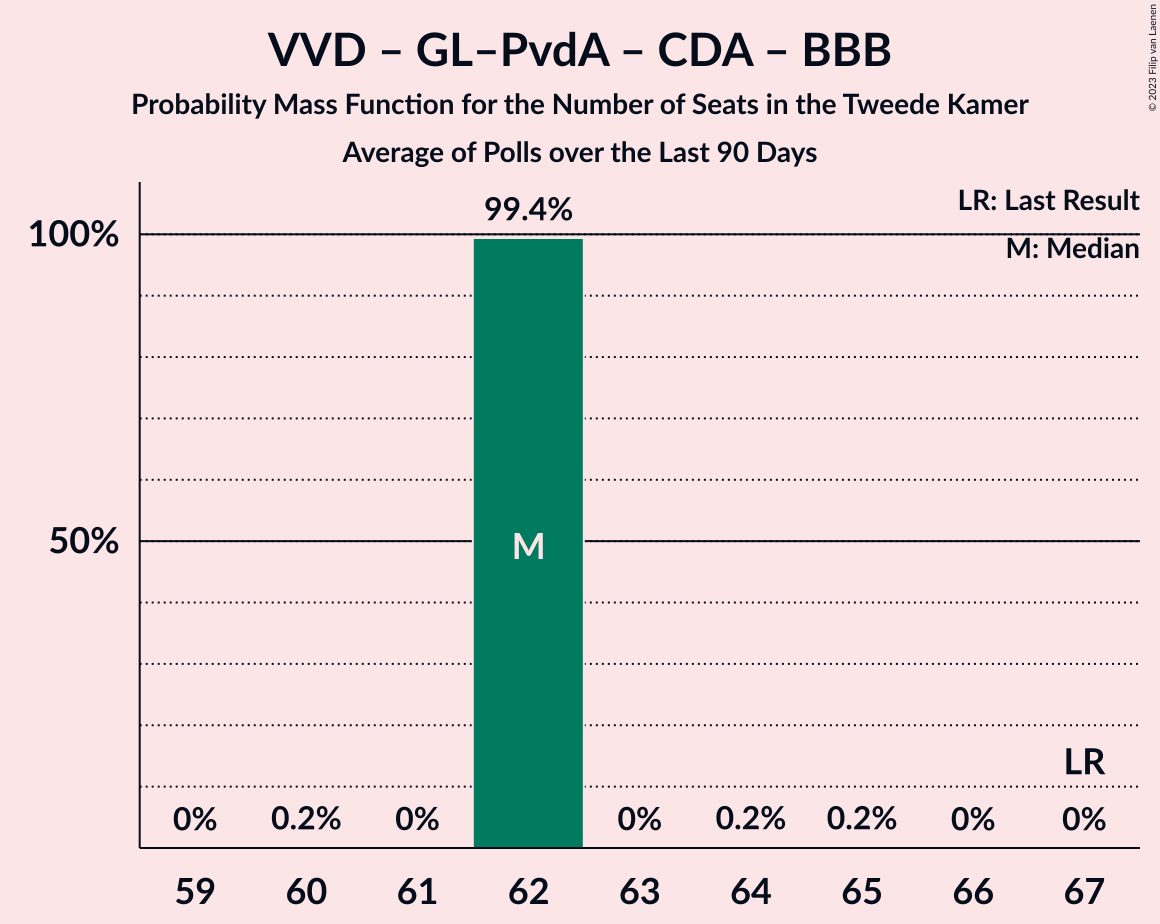 VVD – GL–PvdA – CDA – BBB
Probability Mass Function for the Number of Seats in the Tweede Kamer
Average of Polls over the Last 90 Days
© 2023 Filip van Laenen
LR: Last Result
M: Median
99.4%
100%
50%
M
LR
0% 0.2% 0% 0% 0.2% 0.2% 0% 0%
59 60 61 62 63 64 65 66 67